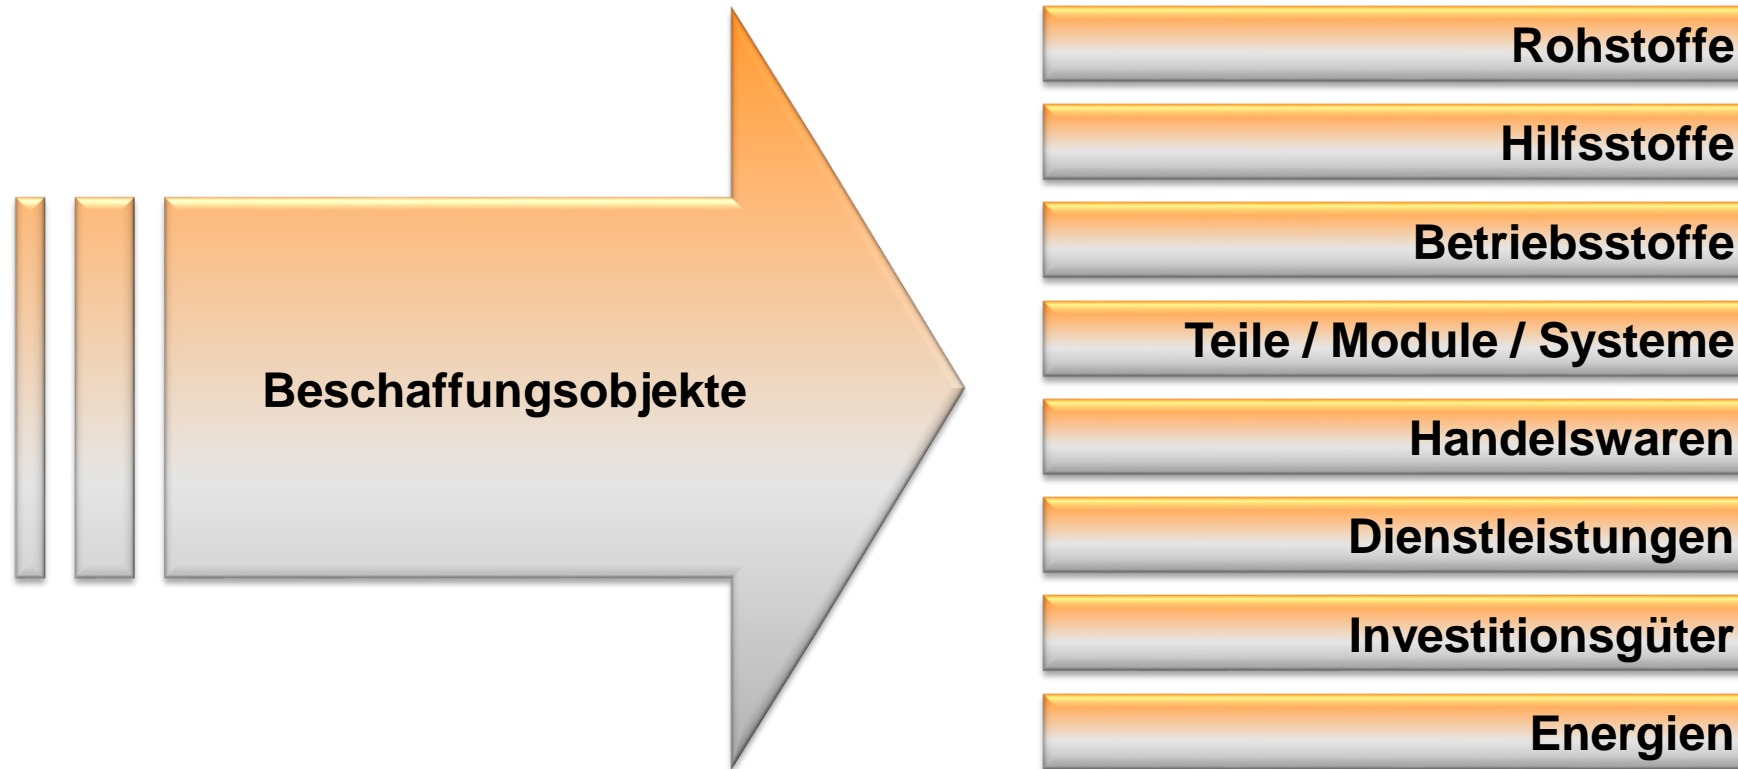 Beschaffungsobjekte
Rohstoffe
Hilfsstoffe
Betriebsstoffe
Teile / Module / Systeme
Handelswaren
Dienstleistungen
Investitionsgüter
Energien